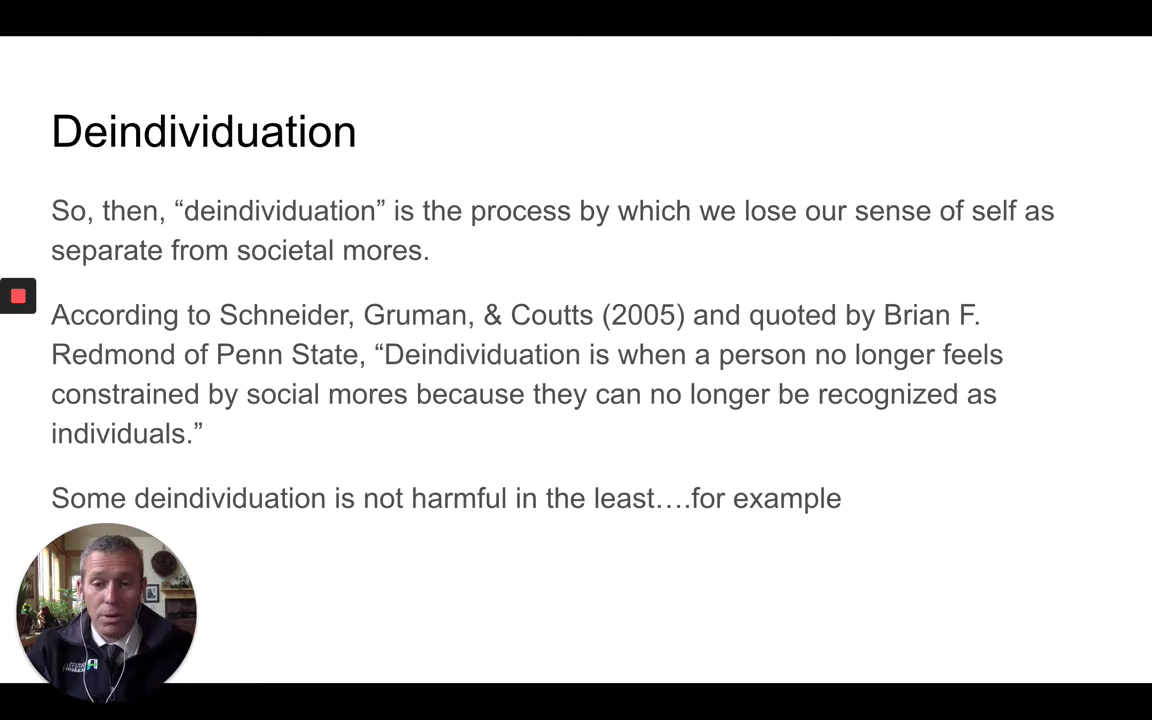 Deindividuation
So, then, “deindividuation” is the process by which we lose our sense of self as
separate from societal mores.
According to Schneider, Gruman, & Coutts (2005) and quoted by Brian F.
Redmond of Penn State, “Deindividuation is when a person no longer feels
constrained by social mores because they can no longer be recognized as
individuals.”
Some deindividuation is not harmful in the least….for example